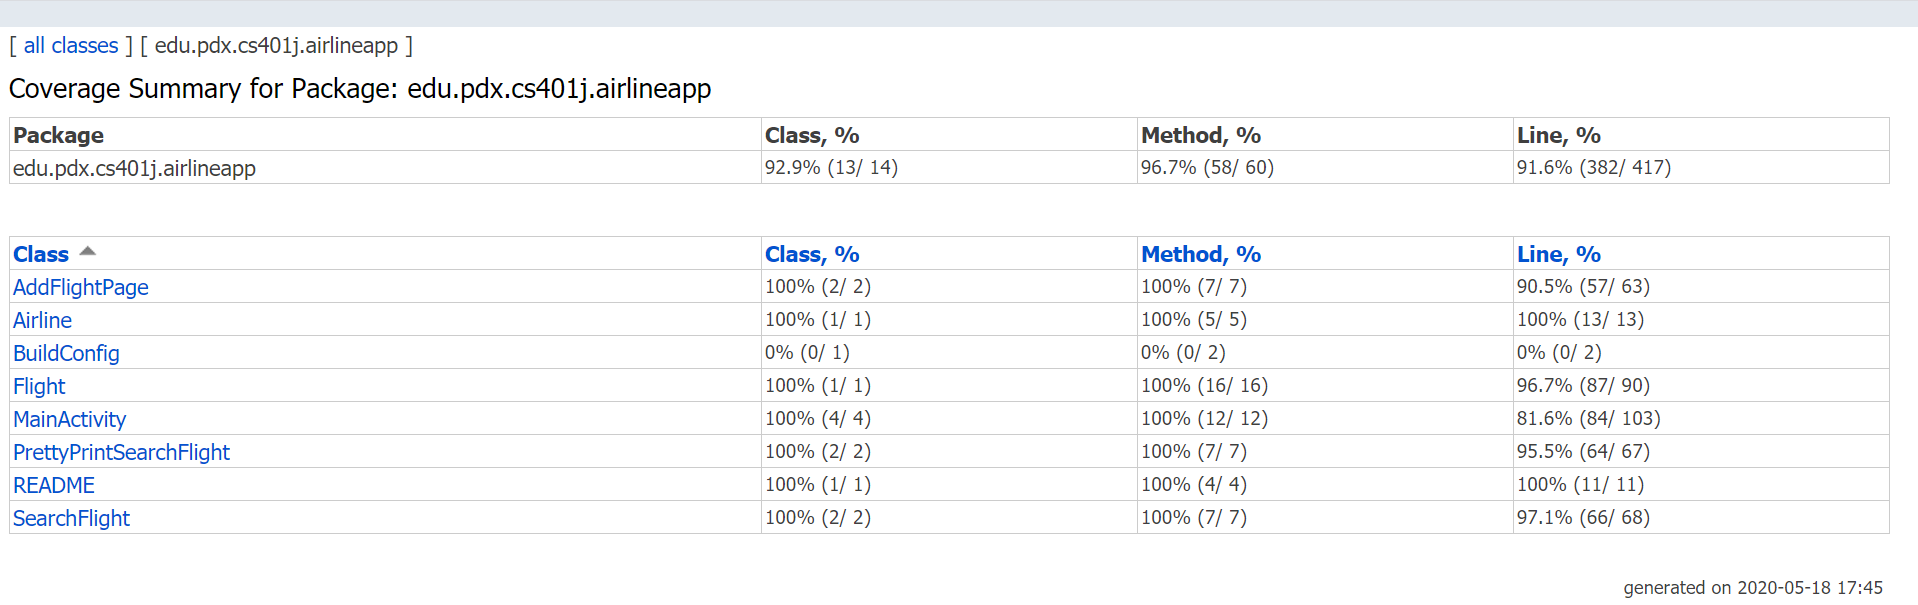 [ all classes ] [ edu.pdx.cs401j.airlineapp ]
Coverage Summary for Package: edu.pdx.cs401j.airlineapp
Package Class, % Method, % Line, %
edu.pdx.cs401j.airlineapp 92.9% (13/ 14) 96.7% (58/ 60) 91.6% (382/ 417)
Class Class, % Method, % Line, %
AddFlightPage 100% (2/ 2) 100% (7/ 7) 90.5% (57/ 63)
Airline 100% (1/ 1) 100% (5/ 5) 100% (13/ 13)
BuildConfig 0% (0/ 1) 0% (0/ 2) 0% (0/ 2)
Flight 100% (1/ 1) 100% (16/ 16) 96.7% (87/ 90)
MainActivity 100% (4/ 4) 100% (12/ 12) 81.6% (84/ 103)
PrettyPrintSearchFlight 100% (2/ 2) 100% (7/ 7) 95.5% (64/ 67)
README 100% (1/ 1) 100% (4/ 4) 100% (11/ 11)
SearchFlight 100% (2/ 2) 100% (7/ 7) 97.1% (66/ 68)
generated on 2020-05-18 17:45